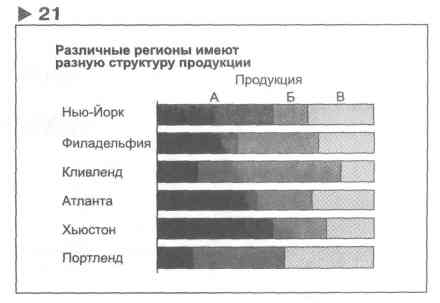 ▶ 21
Различные регионы имеют
разную структуру продукции
Продукция
А Б В
Нью-Йорк
Филадельфия
Кливленд
Атланта
Хьюстон
Портленд